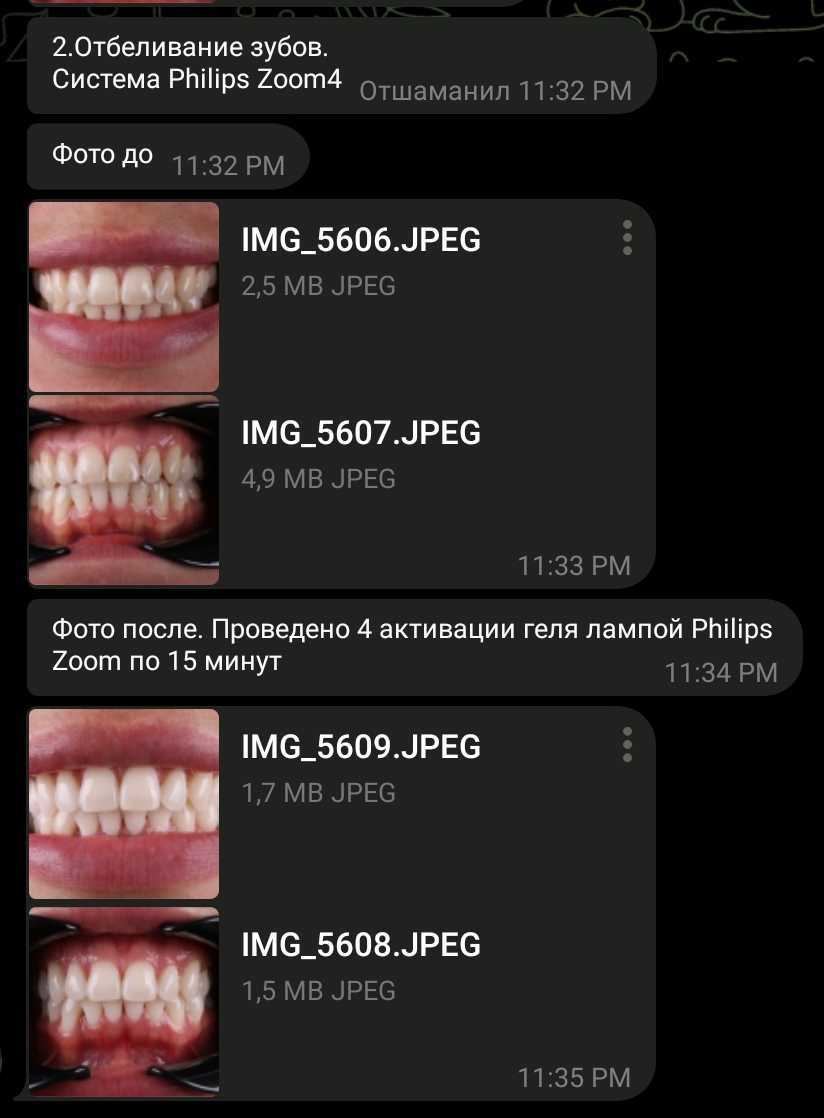 2.Отбеливание зубов.
Система Philips Zoom4
Отшаманил 11:32 PM
Фото до
11:32 PM
IMG_5606.JPEG
2,5 MB JPEG
IMG_5607.JPEG
4,9 MB JPEG
11:33 PM
Фото после. Проведено 4 активации геля лампой Philips
Zoom по 15 минут
11:34 PM
IMG_5609.JPEG
1,7 MB JPEG
IMG_5608.JPEG
1,5 MB JPEG
11:35 PM